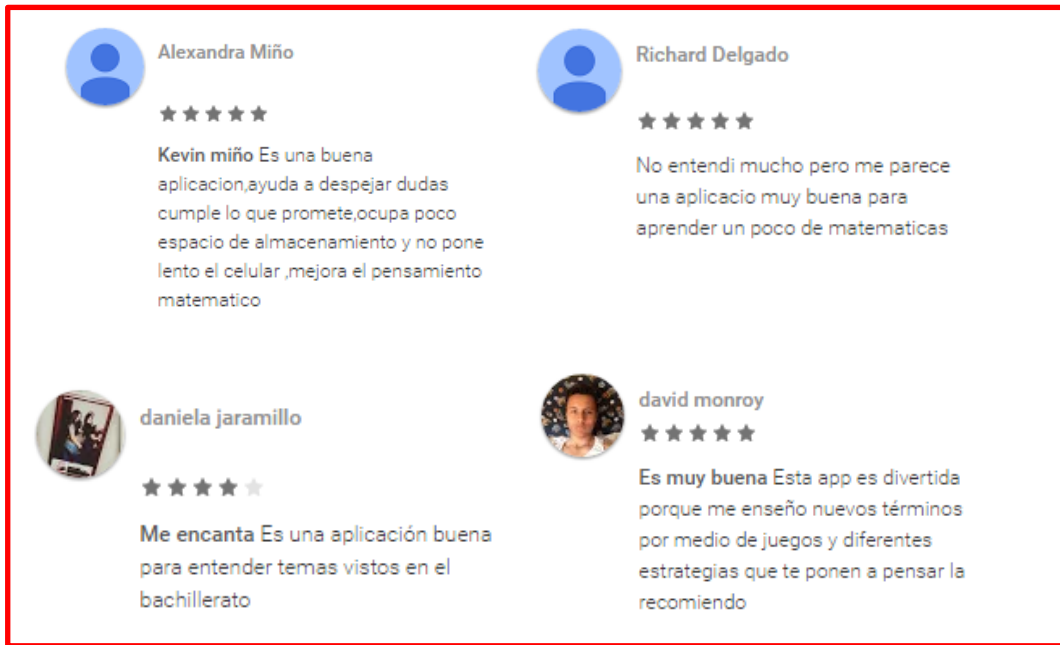 Alexandra Miño
Kevin miño Es una buena
aplicacion,ayuda a despejar dudas
cumple lo que promete,ocupa poco
espacio de almacenamiento y no pone
lento el celular ,mejora el pensamiento
matematico
Richard Delgado
No entendi mucho pero me parece
una aplicacio muy buena para
aprender un poco de matematicas
daniela jaramillo
Me encanta Es una aplicación buena
para entender temas vistos en el
bachillerato
david monroy
Es muy buena Esta app es divertida
porque me enseño nuevos términos
por medio de juegos y diferentes
estrategias que te ponen a pensar la
recomiendo